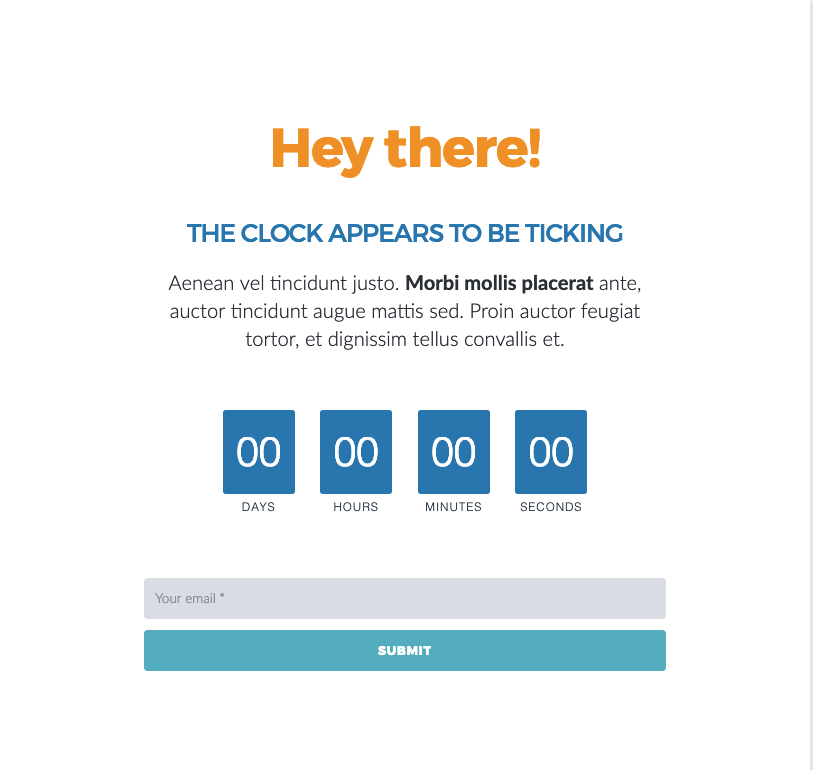 Hey there!
THE CLOCK APPEARS TO BE TICKING
Aenean vel tincidunt justo. Morbi mollis placerat ante,
auctor tincidunt augue mattis sed. Proin auctor feugiat
tortor, et dignissim tellus convallis et.
00 00 00 00
DAYS HOURS MINUTES SECONDS
Your email *
SUBMIT